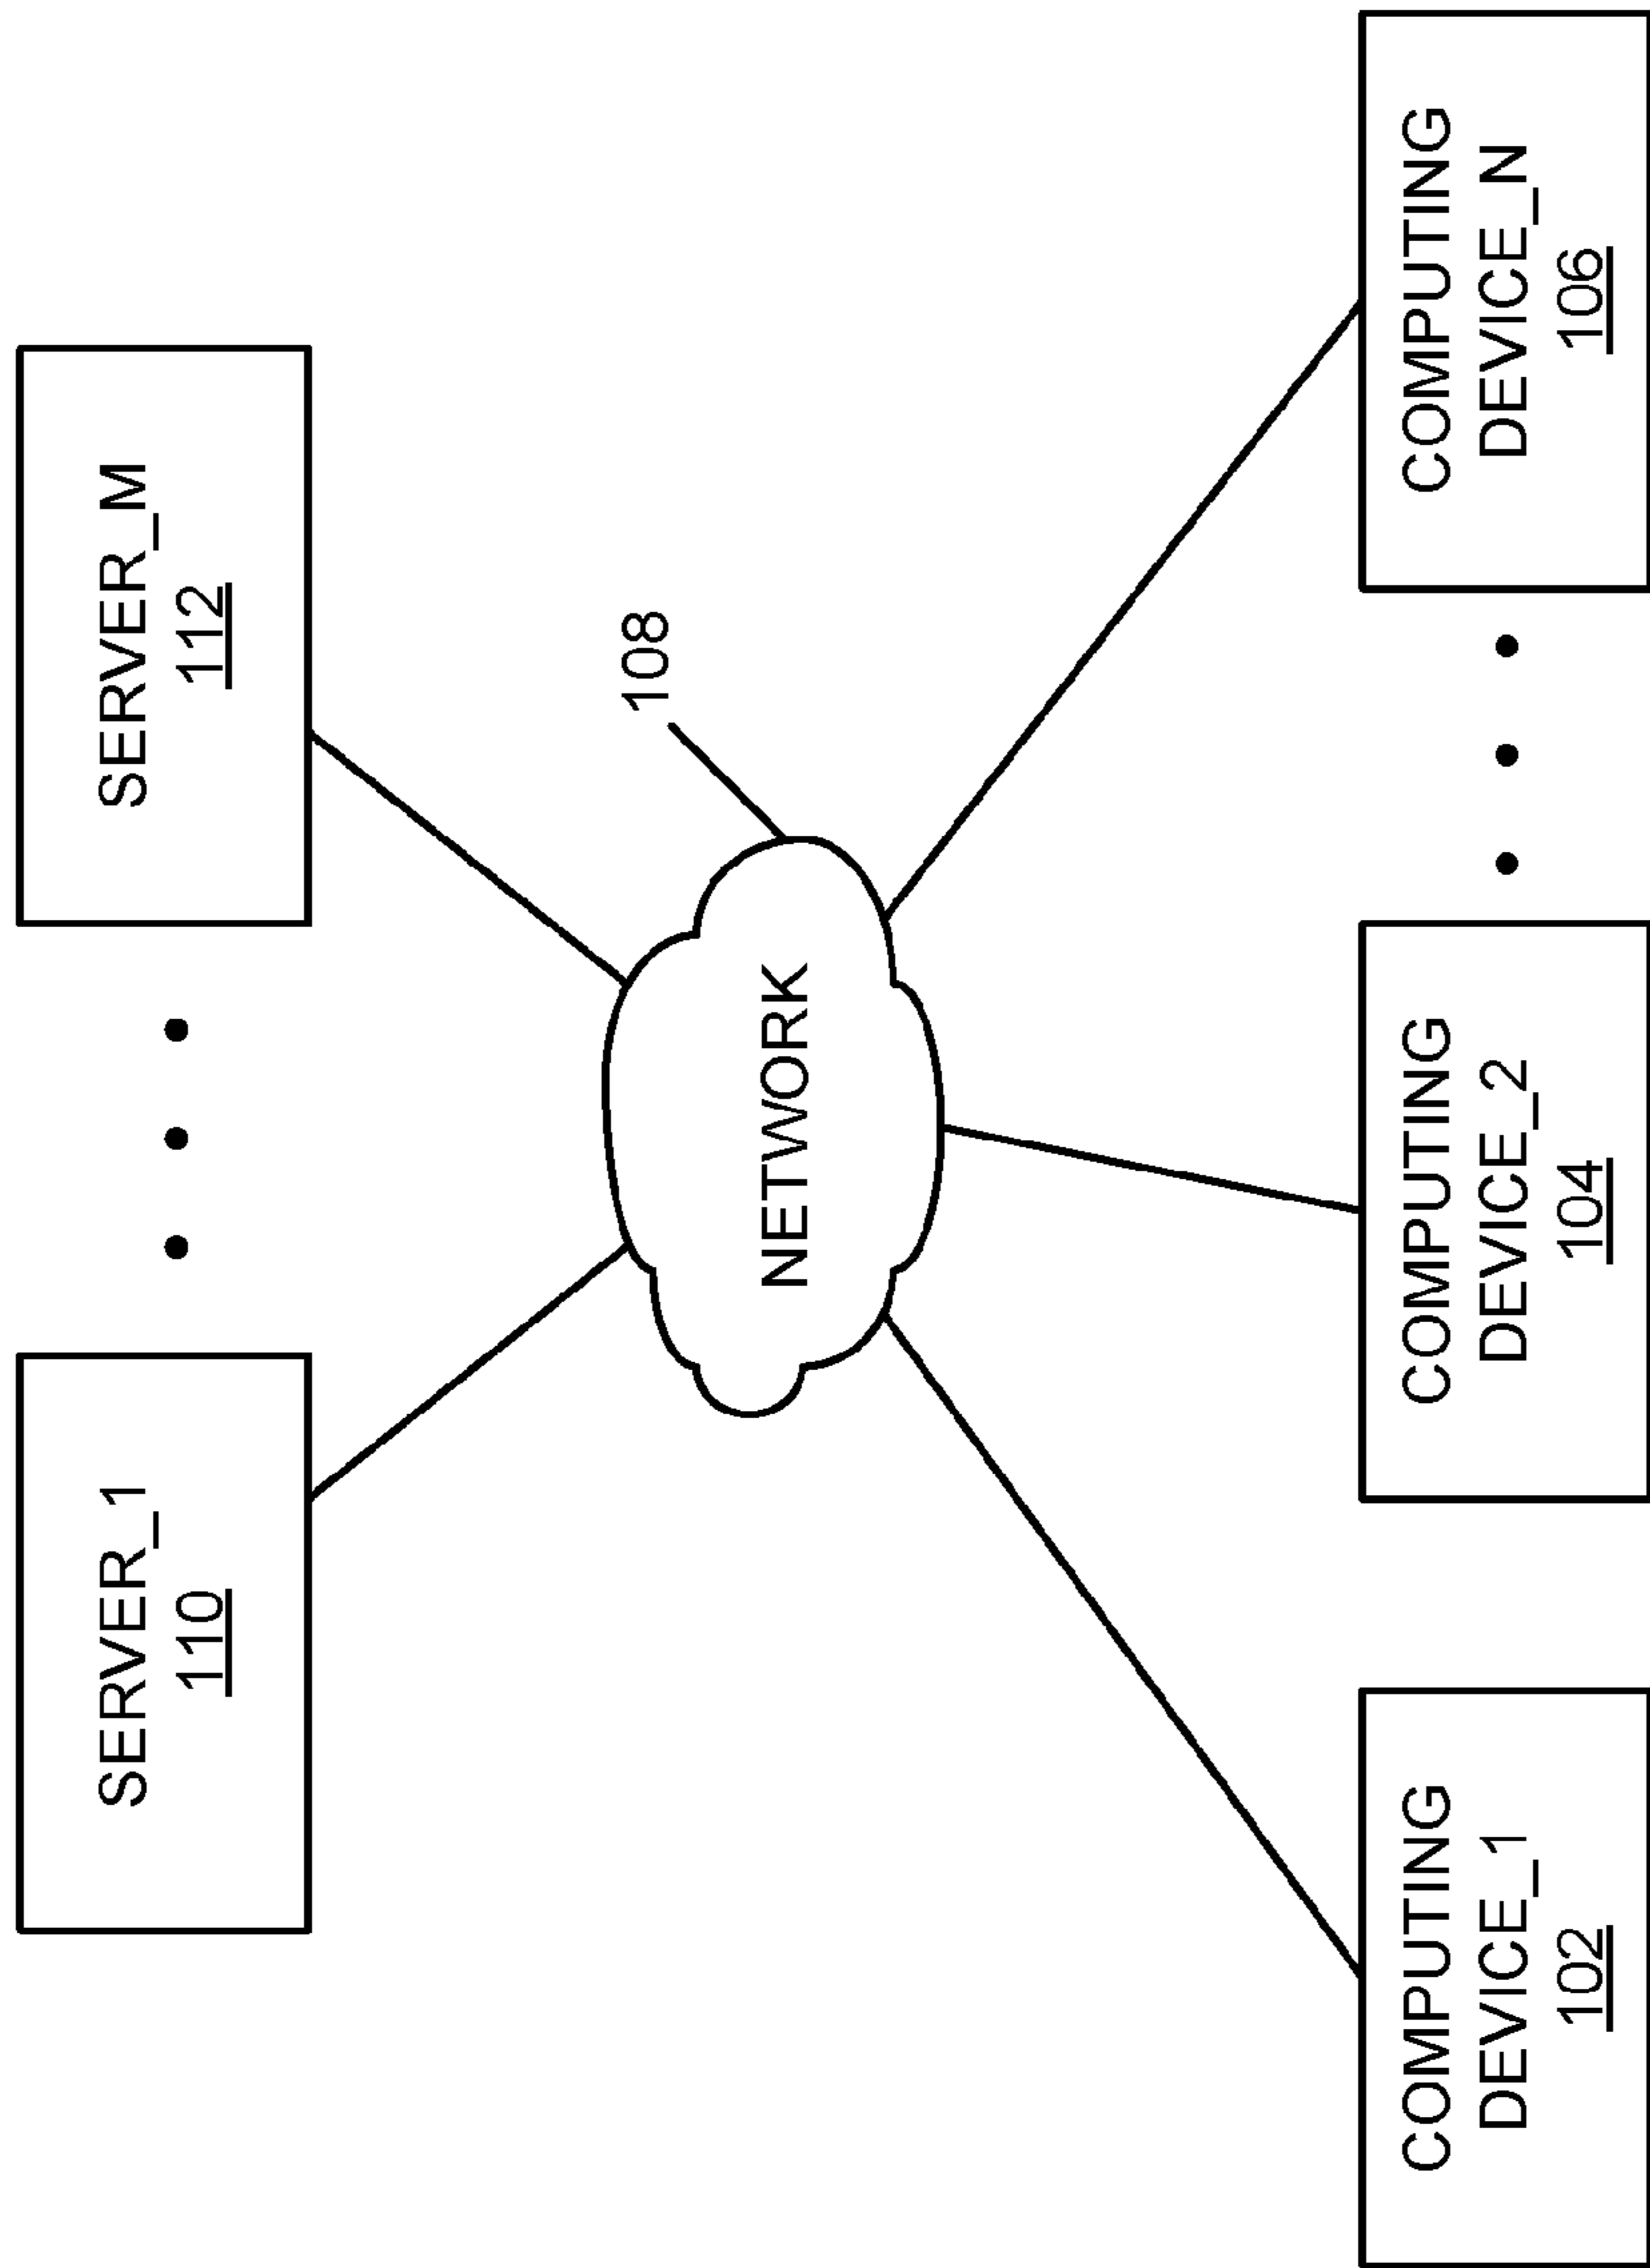 SERVER_1
110
SERVER_M
112
108
NETWORK
COMPUTING
DEVICE_1
102
COMPUTING
DEVICE_2
104
COMPUTING
DEVICE_N
106